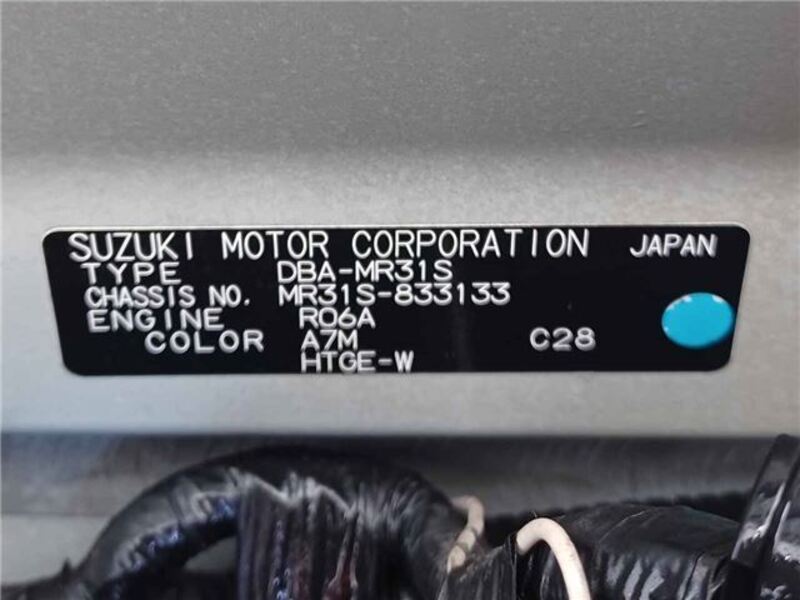 SUZUKI MOTOR CORPORATION JAPAN
TYPE DBA-MR31S
CHASSIS NO. MR31S-833133
ENGINE R06A
COLOR A7M C28
HTGE-W